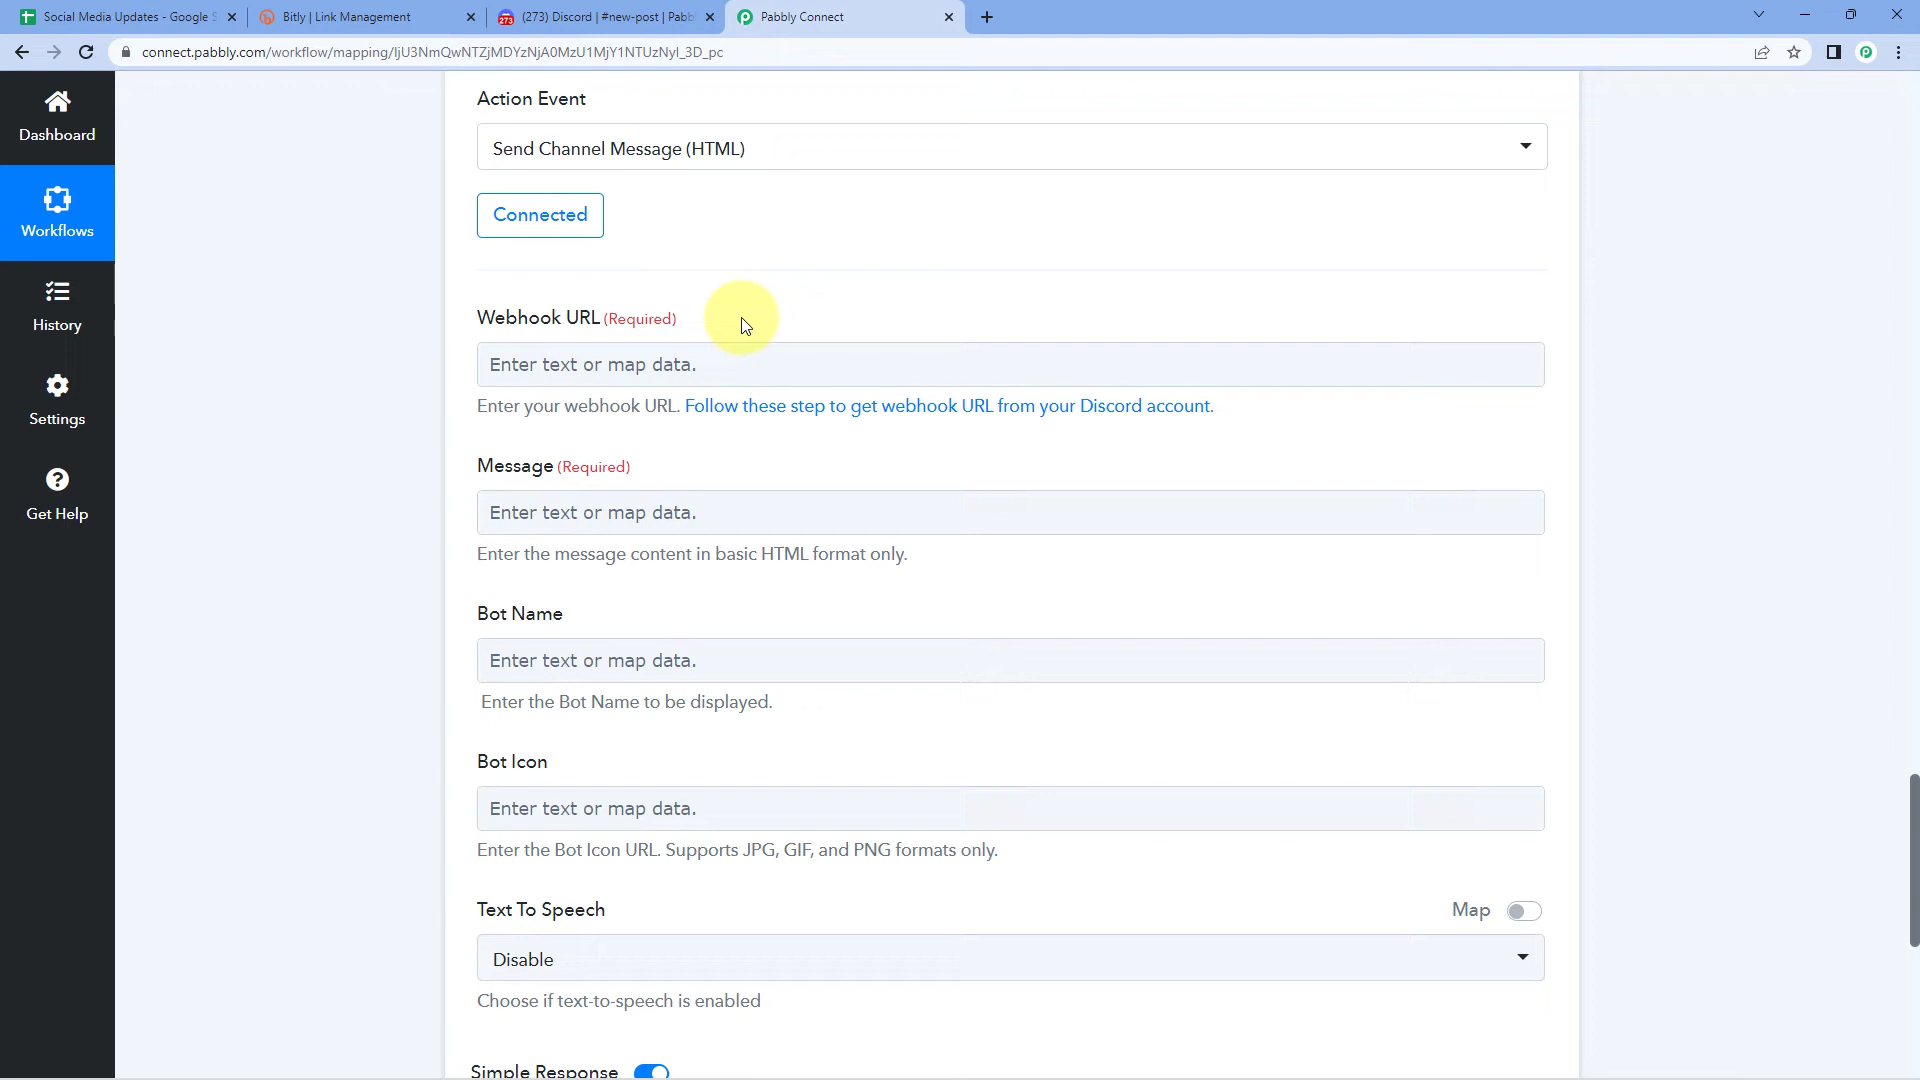 Social Media Updates - Google S
Bitly | Link Management
(273) Discord | #new-post | Pabb
Pabbly Connect
connect.pabbly.com/workflow/mapping/IjU3NmQwNTZjMDYzNjA0MzU1MjY1NTUzNyI_3D_pc
Dashboard
Workflows
History
Settings
Get Help
Action Event
Send Channel Message (HTML)
Connected
Webhook URL (Required)
Enter text or map data.
Enter your webhook URL. Follow these step to get webhook URL from your Discord account.
Message (Required)
Enter text or map data.
Enter the message content in basic HTML format only.
Bot Name
Enter text or map data.
Enter the Bot Name to be displayed.
Bot Icon
Enter text or map data.
Enter the Bot Icon URL. Supports JPG, GIF, and PNG formats only.
Text To Speech
Map
Disable
Choose if text-to-speech is enabled
Simple Response